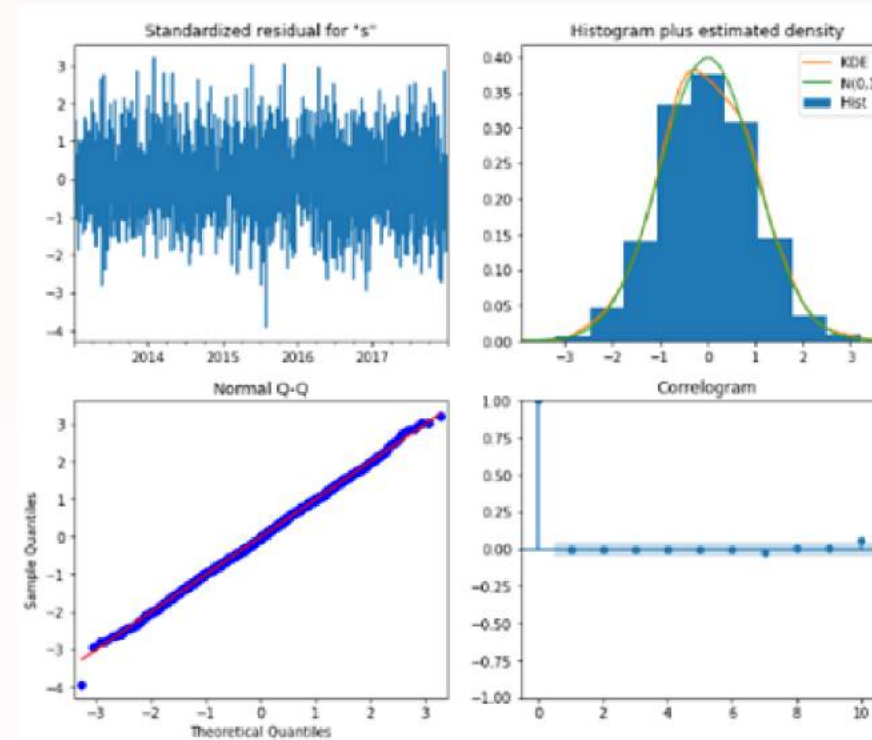 Standardized residual for "s"
3
2
1
0
−1
−2
−3
−4
2014 2015 2016 2017
Histogram plus estimated density
0.40
0.35
0.30
0.25
0.20
0.15
0.10
0.05
0.00
KDE
N(0,1
Hist
−3 −2 −1 0 1 2 3
Normal Q-Q
Sample Quantiles
3
2
1
0
−1
−2
−3
−4
−3 −2 −1 0 1 2 3
Theoretical Quantiles
Correlogram
1.00
0.75
0.50
0.25
0.00
−0.25
−0.50
−0.75
−1.00
0 2 4 6 8 10